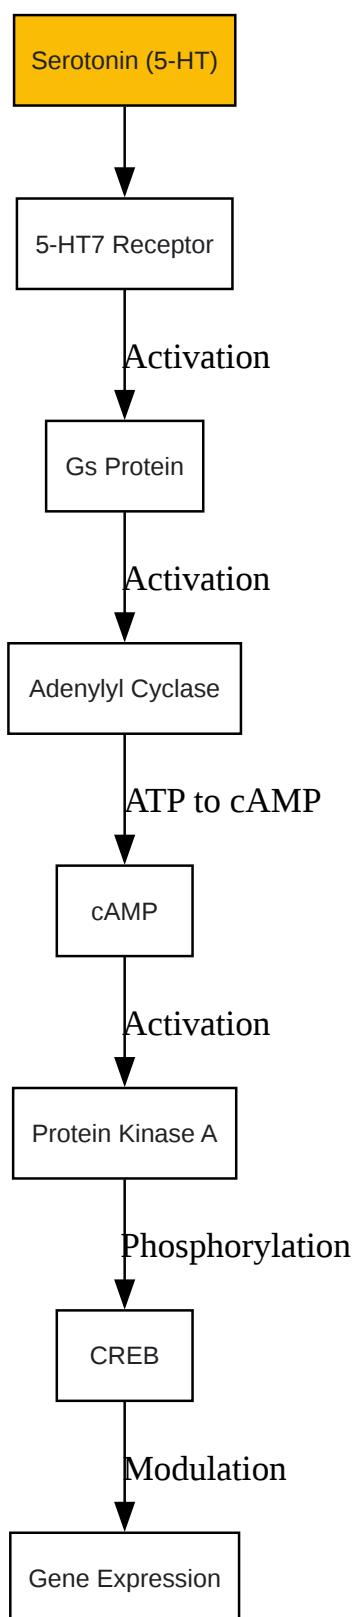 Serotonin (5-HT)
5-HT7 Receptor
Activation
Gs Protein
Activation
Adenylyl Cyclase
ATP to cAMP
cAMP
Activation
Protein Kinase A
Phosphorylation
CREB
Modulation
Gene Expression